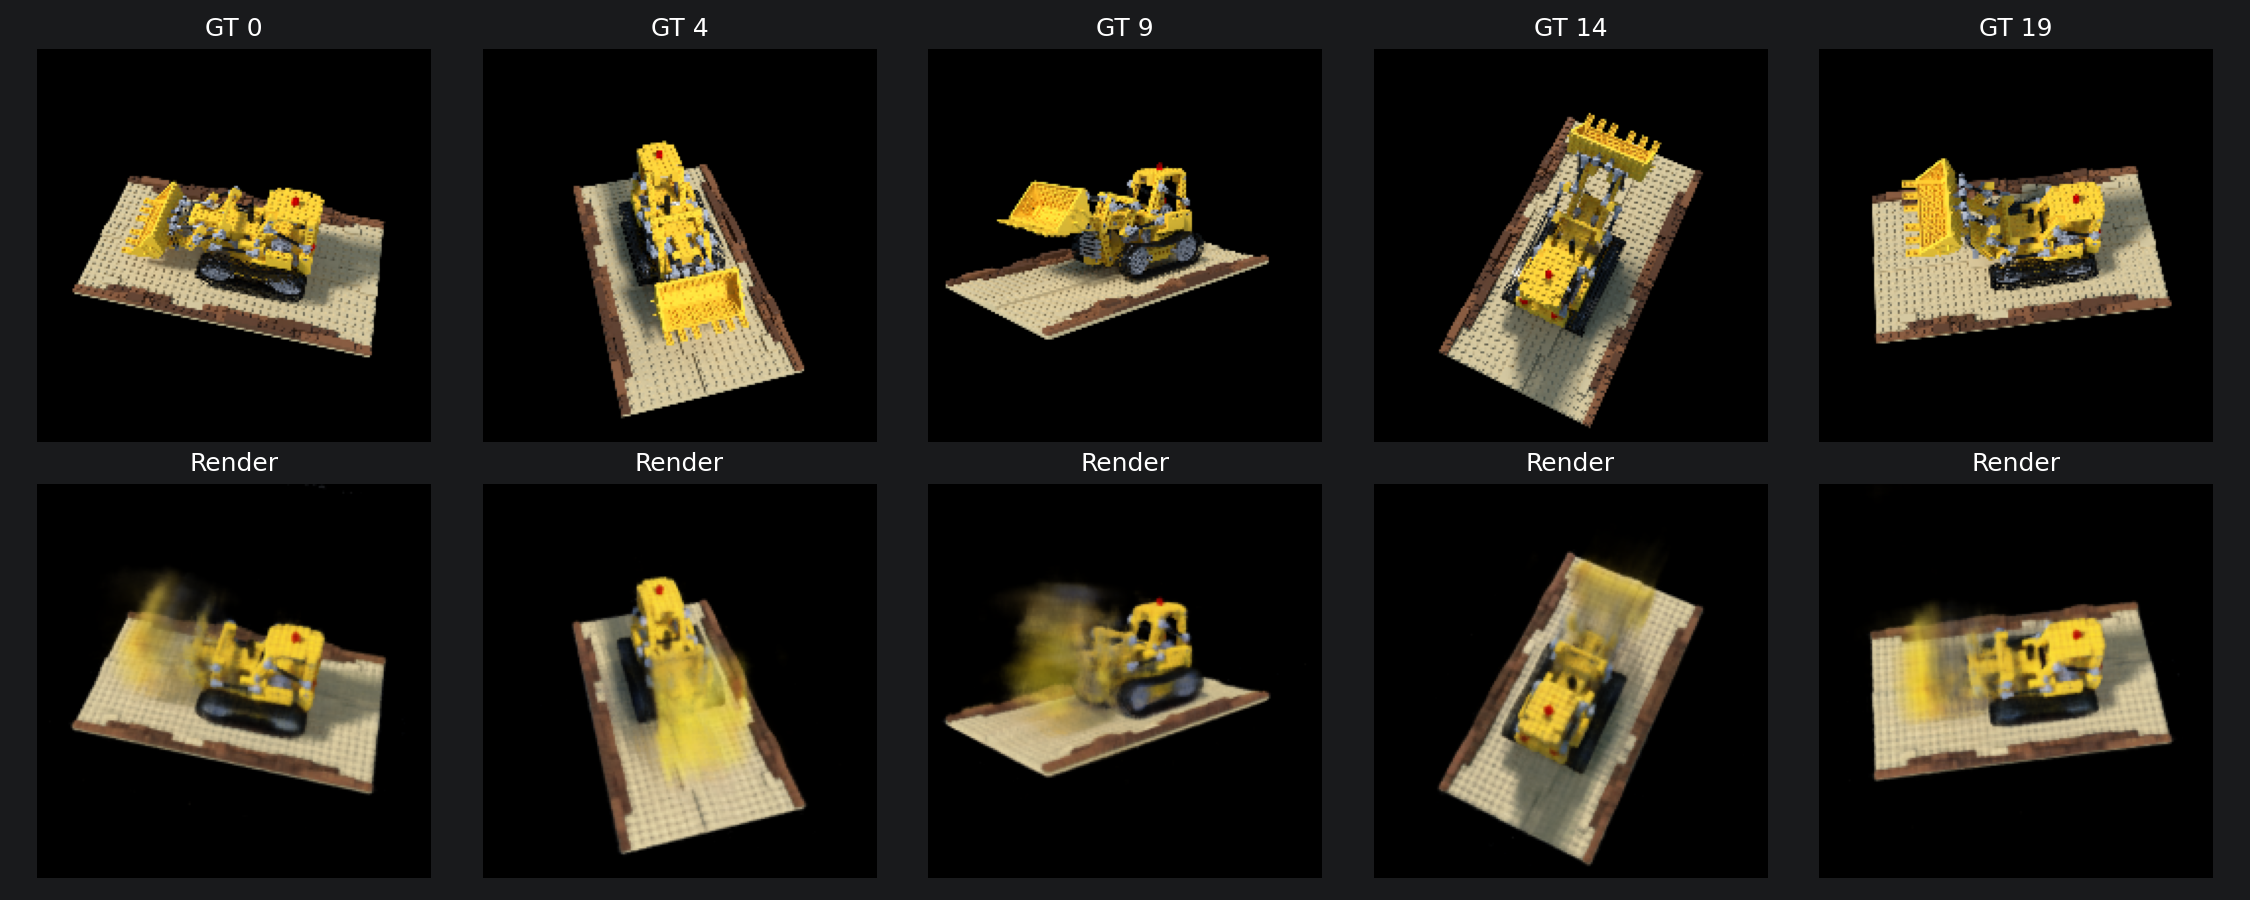 GT 0
GT 4
GT 9
GT 14
GT 19
Render
Render
Render
Render
Render